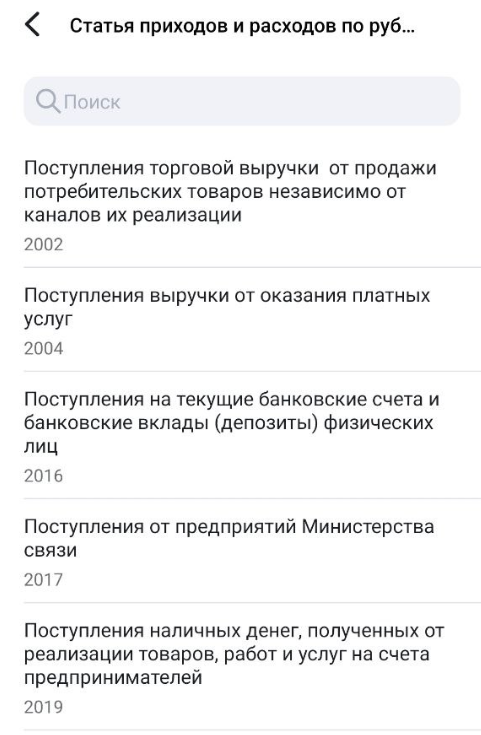 Статья приходов и расходов по руб...
Поиск
Поступления торговой выручки от продажи
потребительских товаров независимо от
каналов их реализации
2002
Поступления выручки от оказания платных
услуг
2004
Поступления на текущие банковские счета и
банковские вклады (депозиты) физических
лиц
2016
Поступления от предприятий Министерства
связи
2017
Поступления наличных денег, полученных от
реализации товаров, работ и услуг на счета
предпринимателей
2019